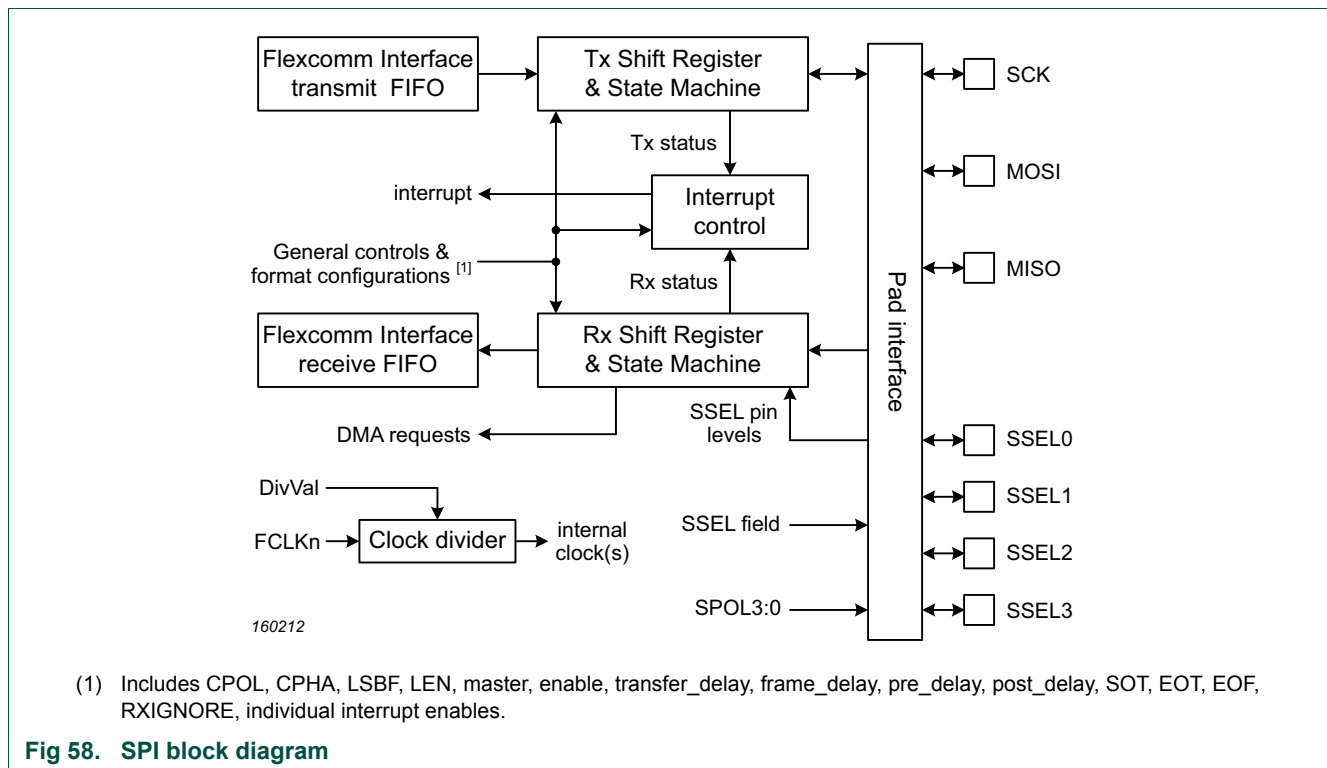 Flexcomm Interface
transmit FIFO
Tx Shift Register
& State Machine
SCK
Tx status
MOSI
interrupt
Interrupt
control
General controls &
format configurations [1]
Rx status
MISO
Pad interface
Flexcomm Interface
receive FIFO
Rx Shift Register
& State Machine
SSEL pin
levels
DMA requests
SSEL0
DivVal
SSEL1
SSEL field
FCLKn
Clock divider
internal
clock(s)
SSEL2
SPOL3:0
SSEL3
160212
(1) Includes CPOL, CPHA, LSBF, LEN, master, enable, transfer_delay, frame_delay, pre_delay, post_delay, SOT, EOT, EOF,
RXIGNORE, individual interrupt enables.
Fig 58. SPI block diagram